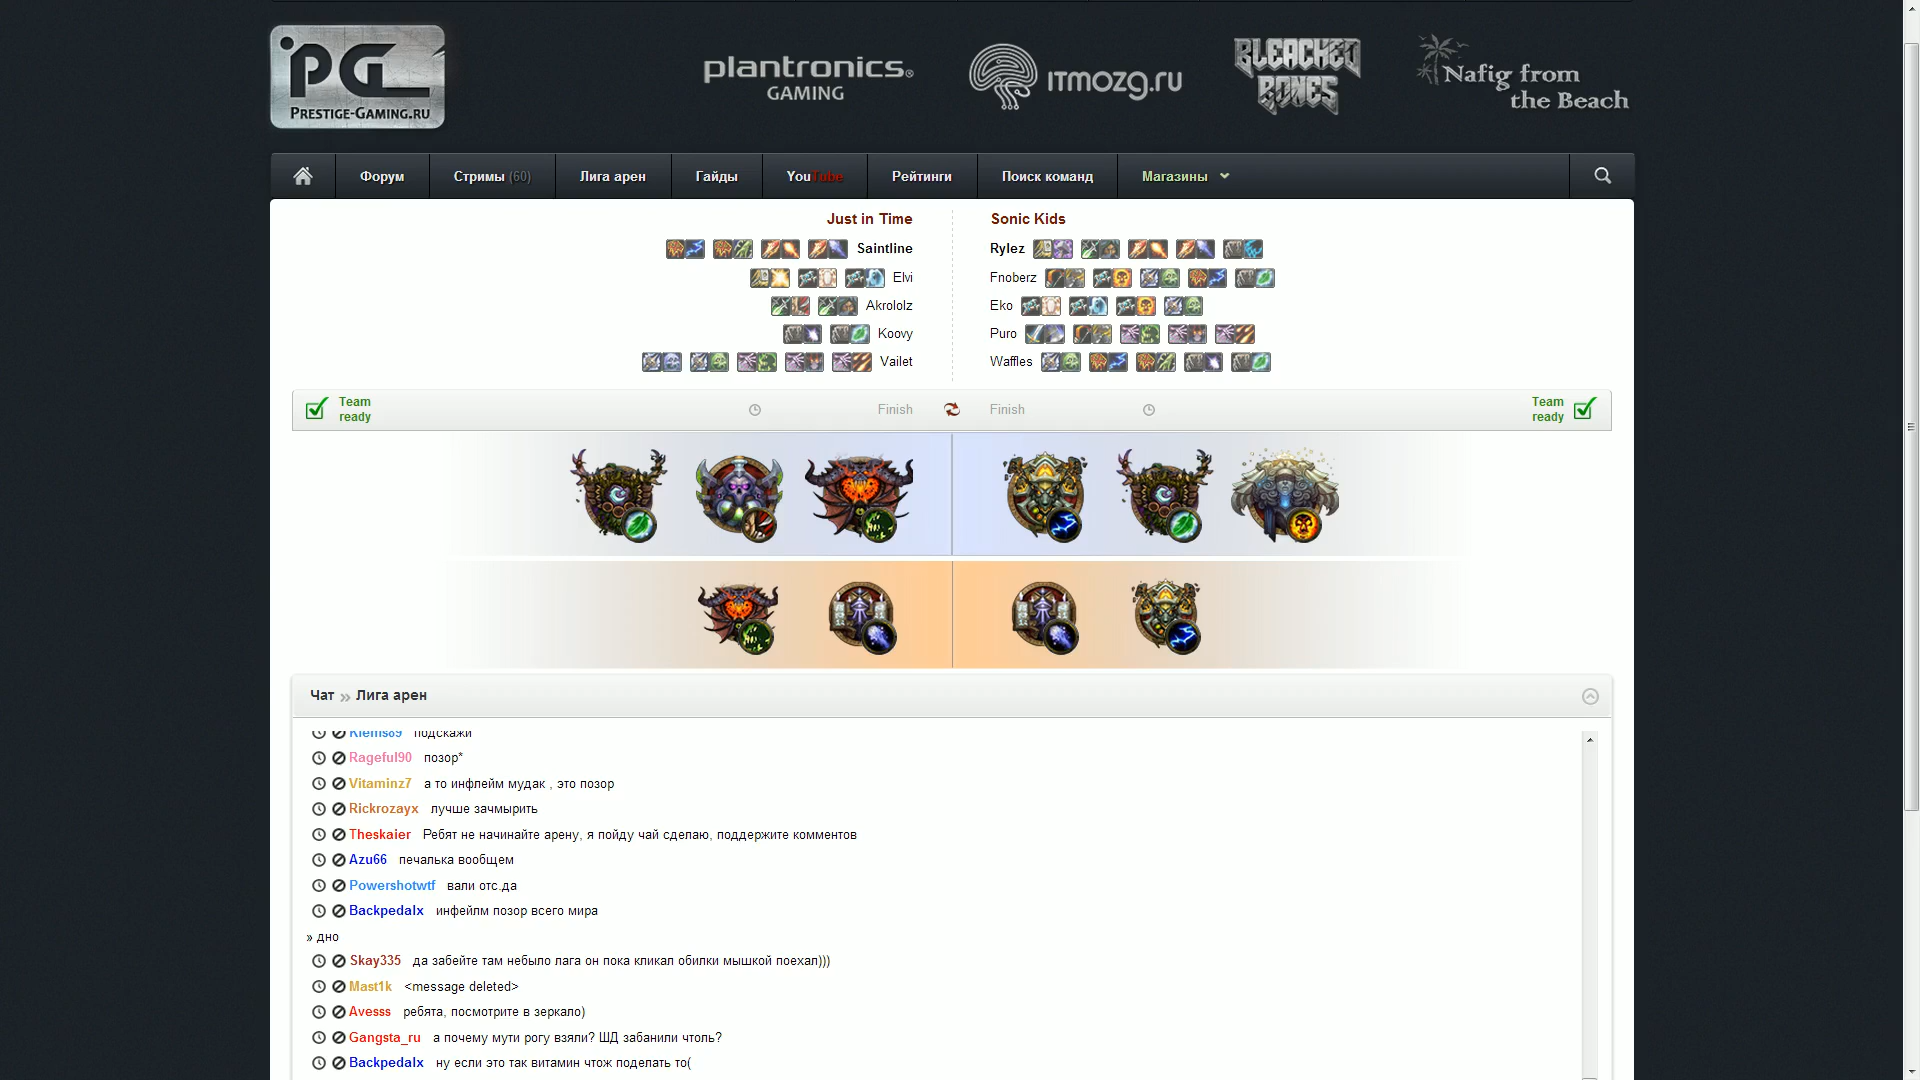 PG
PRESTIGE-GAMING.RU
plantronics®
GAMING
ITMOZG.RU
BLEACHED
BONES
Nafig from
the Beach
Форум
Стримы (60)
Лига арен
Гайды
YouTube
Рейтинги
Поиск команд
Магазины
Just in Time
Sonic Kids
Saintline
Rylez
Elvi
Fnoberz
Akrololz
Eko
Koovy
Puro
Vailet
Waffles
Team
ready
Finish
Finish
Team
ready
Чат » Лига арен
Klems89 подскажи
Rageful90 позор*
Vitaminz7 а то инфлейм мудак , это позор
Rickrozayx лучше зачмырить
Theskaier Ребят не начинайте арену, я пойду чай сделаю, поддержите комментов
Azu66 печалька вообщем
Powershotwtf вали отс.да
Backpedalx инфейлм позор всего мира
» дно
Skay335 да забейте там небыло лага он пока кликал обилки мышкой поехал)))
Mast1k <message deleted>
Avesss ребята, посмотрите в зеркало)
Gangsta_ru а почему мути рогу взяли? ШД забанили чтоль?
Backpedalx ну если это так витамин чтож поделать то(